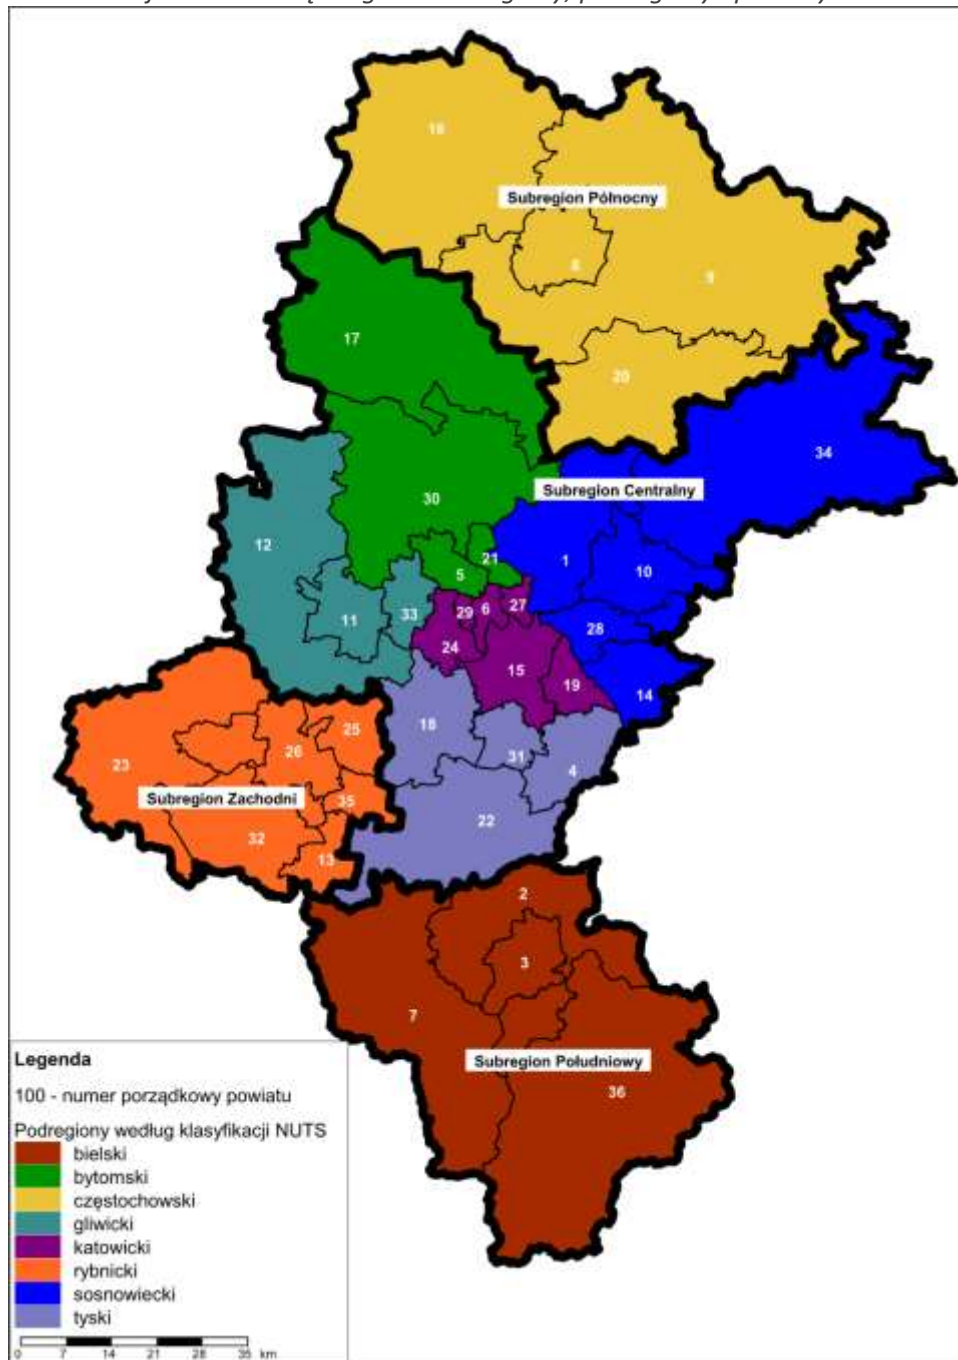 16
Subregion Północny
8
9
17
20
34
Subregion Centralny
30
12
21
1
10
5
11
33
29
6
27
28
24
15
19
14
18
31
4
25
26
23
35
Subregion Zachodni
22
32
13
2
3
7
Subregion Południowy
36
Legenda
100 - numer porządkowy powiatu
Podregiony według klasyfikacji NUTS
bielski
bytomski
częstochowski
gliwicki
katowicki
rybnicki
sosnowiecki
tyski
0 7 14 21 28 35 km